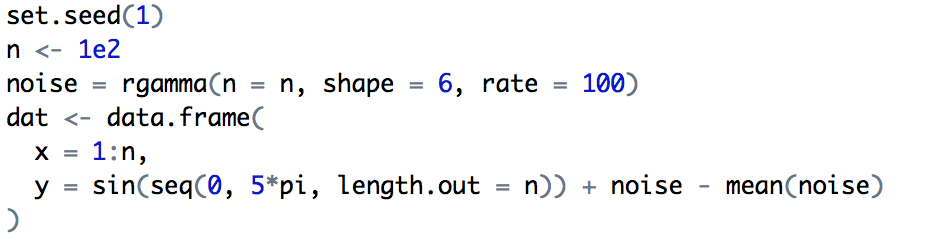 set.seed(1)
n <- 1e2
noise = rgamma(n = n, shape = 6, rate = 100)
dat <- data.frame(
  x = 1:n,
  y = sin(seq(0, 5*pi, length.out = n)) + noise - mean(noise)
)